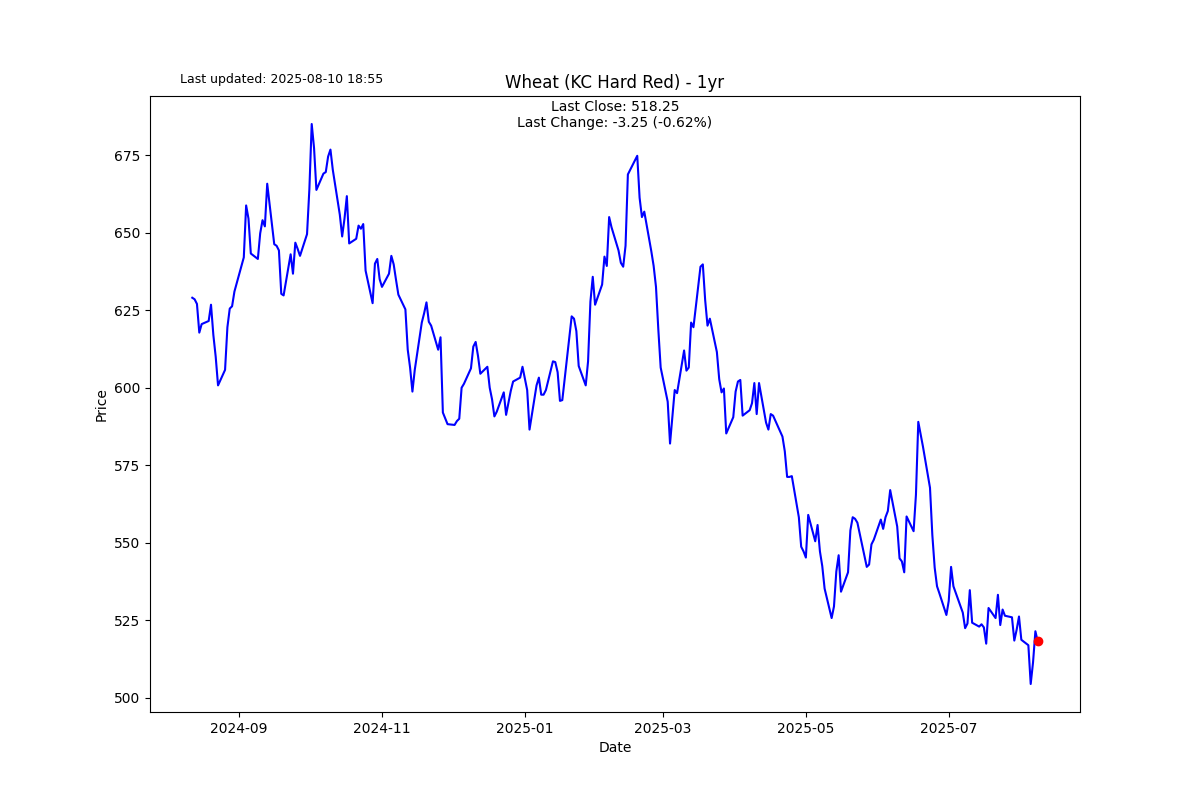 Last updated: 2025-08-10 18:55
Wheat (KC Hard Red) - 1yr
Last Close: 518.25
Last Change: -3.25 (-0.62%)
Price
675
650
625
600
575
550
525
500
2024-09 2024-11 2025-01 2025-03 2025-05 2025-07
Date